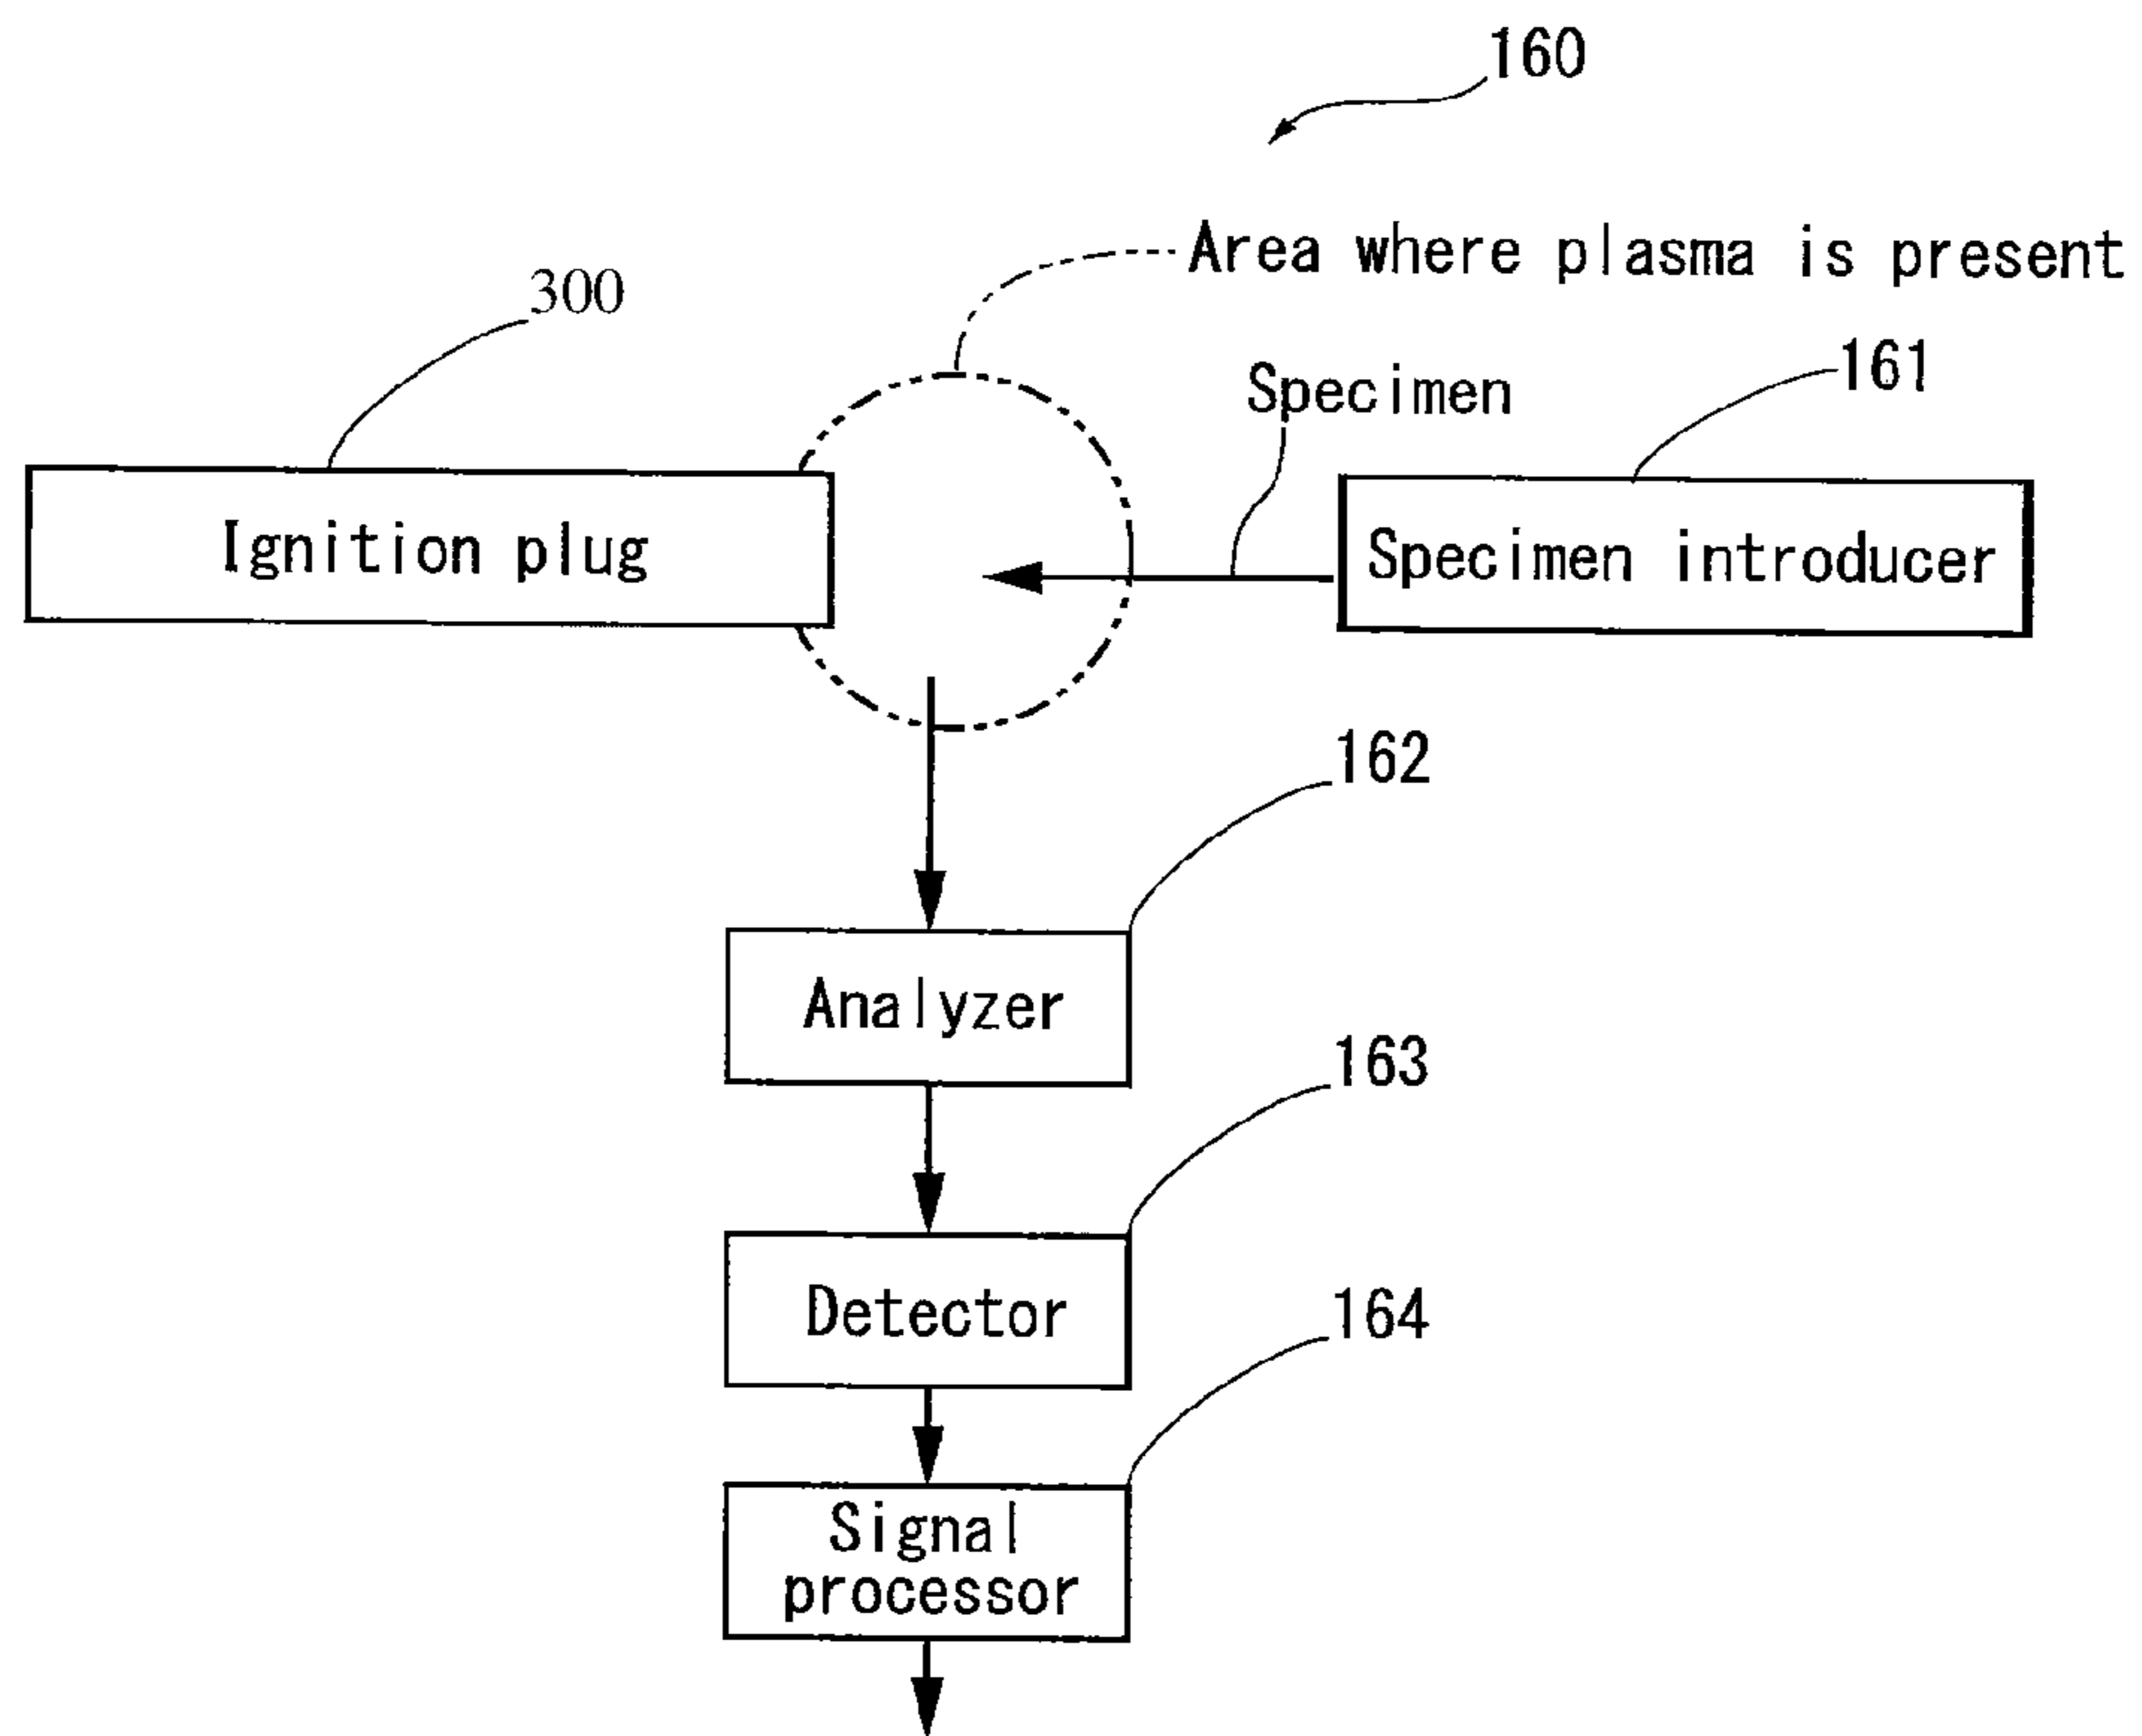 160
Area where plasma is present
300
161
Specimen
Ignition plug
Specimen introducer
162
Analyzer
163
Detector
164
Signal
processor